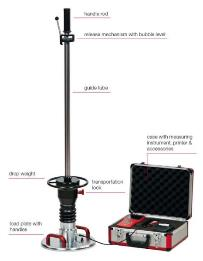 handle rod
release mechanism with bubble level
guide tube
case with measuring
instrument, printer &
accessories
drop weight
transportation
lock
load plate with
handles